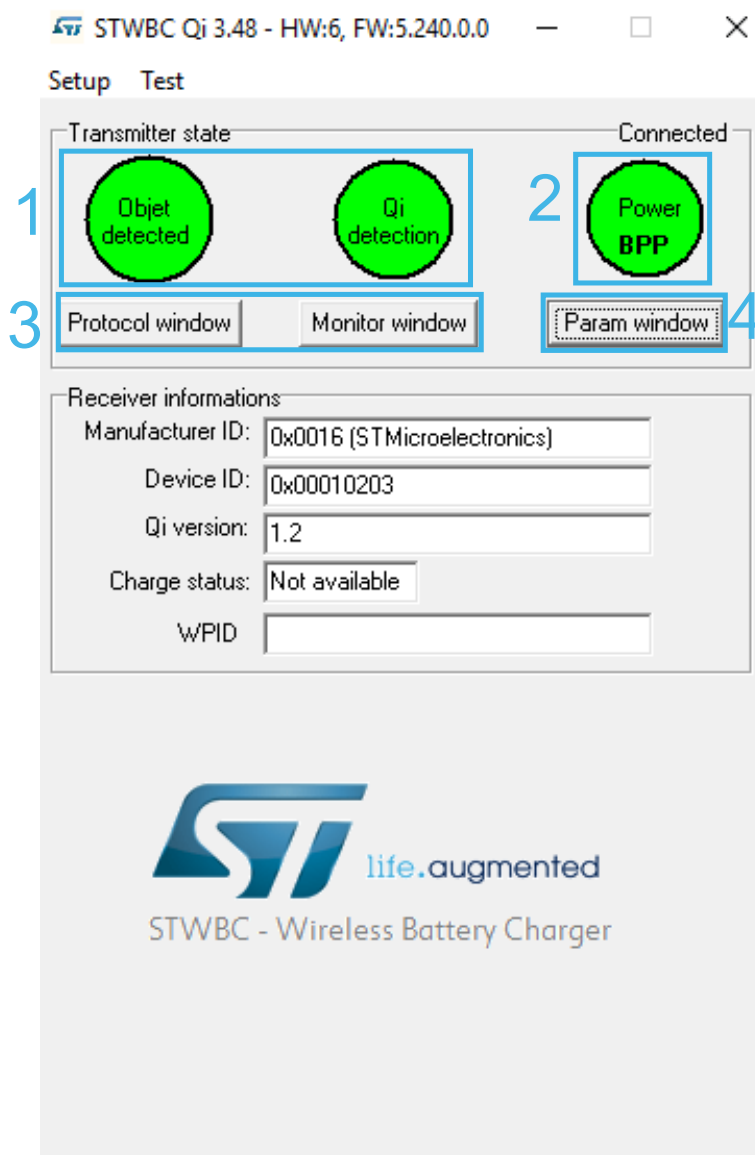 STWBC Qi 3.48 - HW:6, FW:5.240.0.0
Setup Test
Transmitter state Connected
1 Objet detected Qi detection 2 Power BPP
3 Protocol window Monitor window Param window 4
Receiver informations
Manufacturer ID: 0x0016 (STMicroelectronics)
Device ID: 0x00010203
Qi version: 1.2
Charge status: Not available
WPID
ST life.augmented
STWBC - Wireless Battery Charger